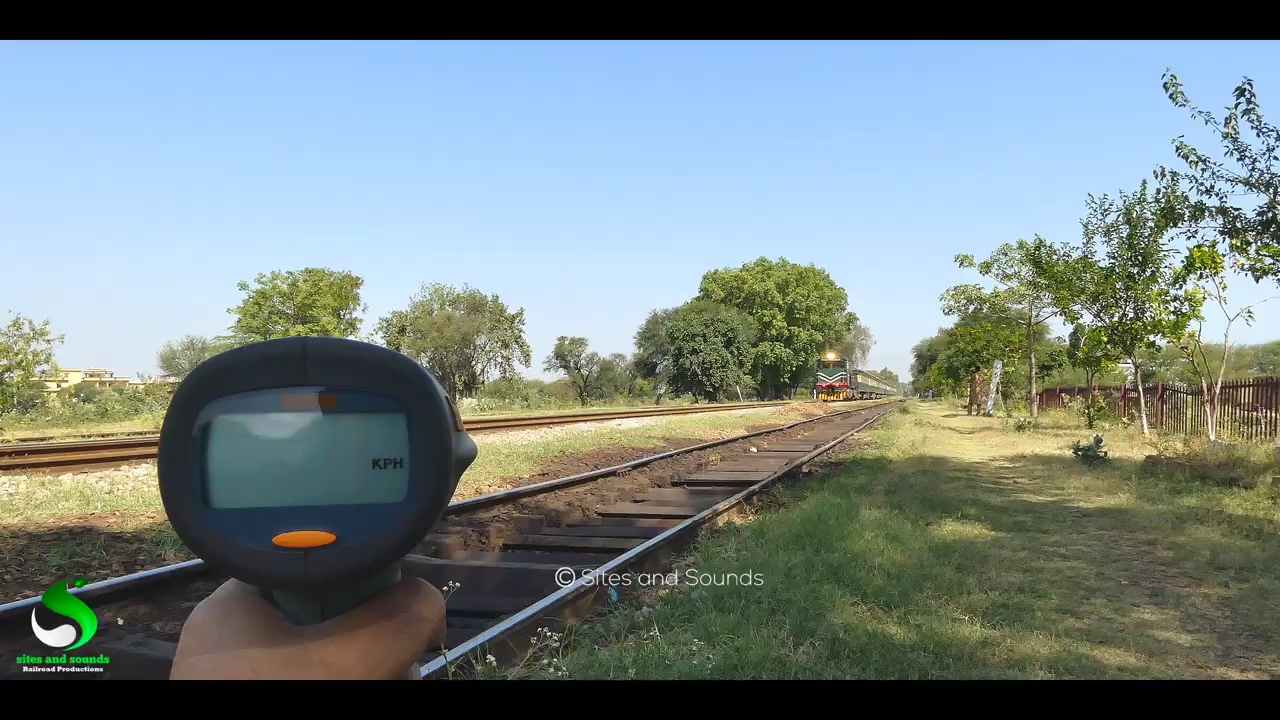 KPH
© Sites and Sounds
sites and sounds
Railroad Productions